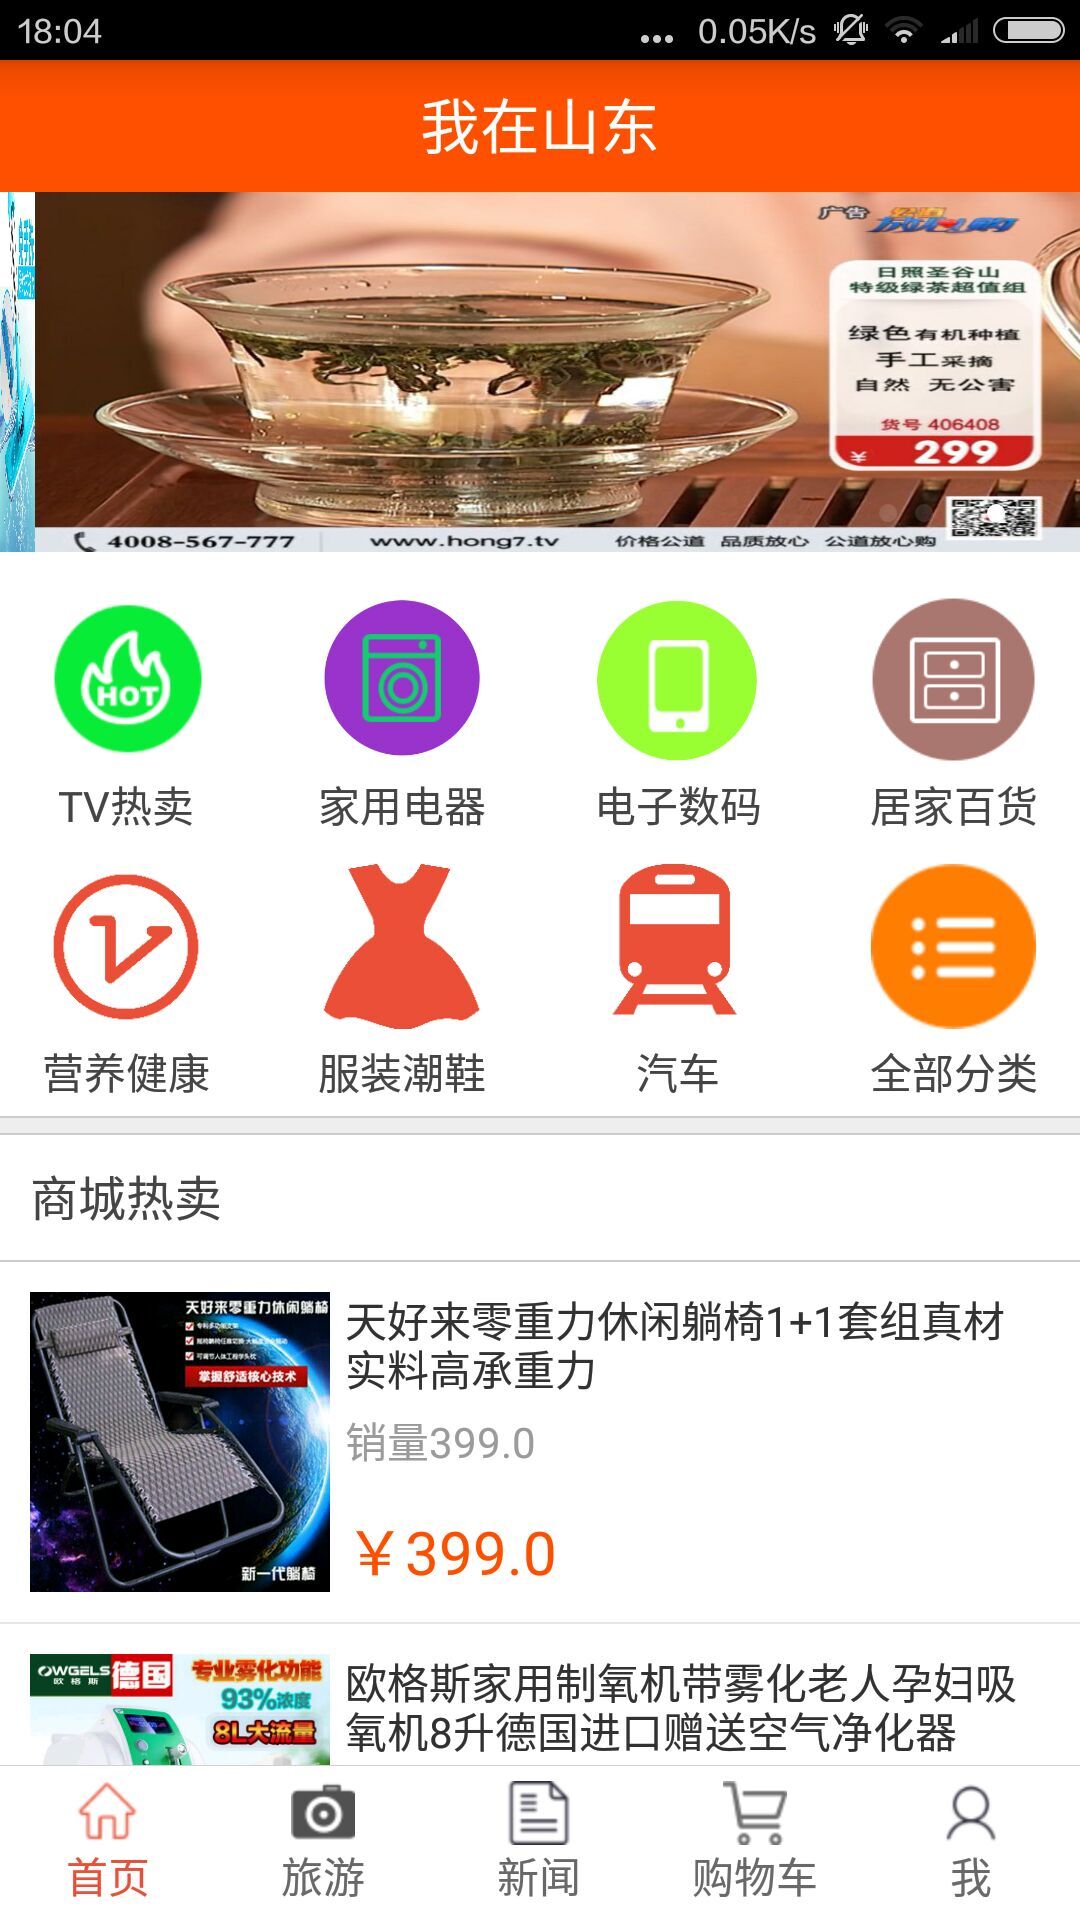 18:04
... 0.05K/s
我在山东
广告
日照圣谷山
特级绿茶超值组
绿色有机种植
手工采摘
自然 无公害
货号 406408
¥ 299
4008-567-777 www.hong7.tv 价格公道 品质放心 公道放心购
HOT
TV热卖 家用电器 电子数码 居家百货
营养健康 服装潮鞋 汽车 全部分类
商城热卖
天好来零重力休闲躺椅
掌握舒适核心技术
新一代躺椅
天好来零重力休闲躺椅1+1套组真材
实料高承重力
销量399.0
￥399.0
OWGELS
欧格斯
德国
专业雾化功能
93%浓度
8L大流量
欧格斯家用制氧机带雾化老人孕妇吸
氧机8升德国进口赠送空气净化器
首页 旅游 新闻 购物车 我